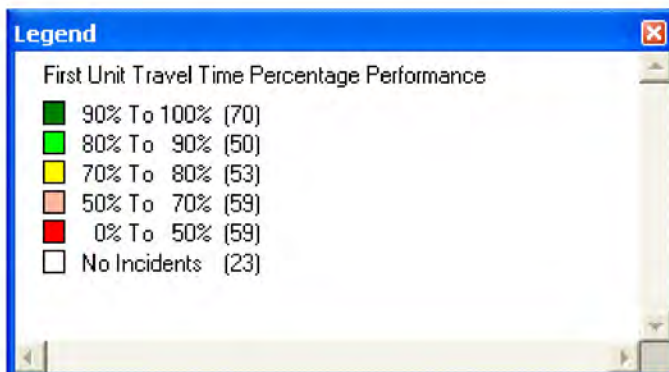 Legend
First Unit Travel Time Percentage Performance
90% To 100% (70)
80% To 90% (50)
70% To 80% (53)
50% To 70% (59)
0% To 50% (59)
No Incidents (23)